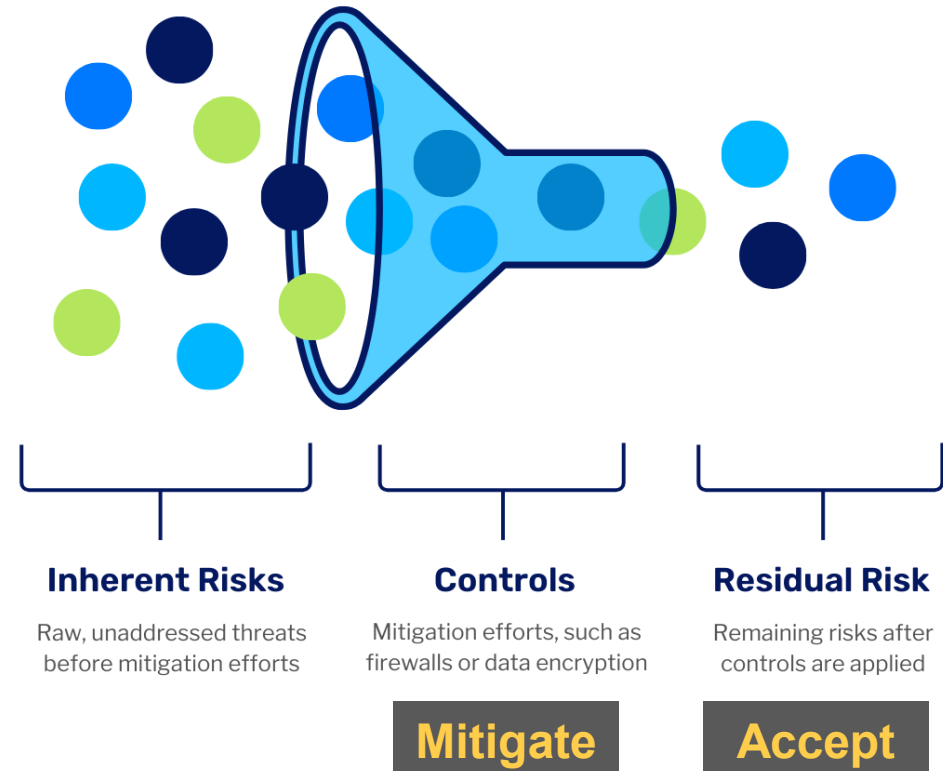 Inherent Risks
Raw, unaddressed threats
before mitigation efforts
Controls
Mitigation efforts, such as
firewalls or data encryption
Mitigate
Residual Risk
Remaining risks after
controls are applied
Accept